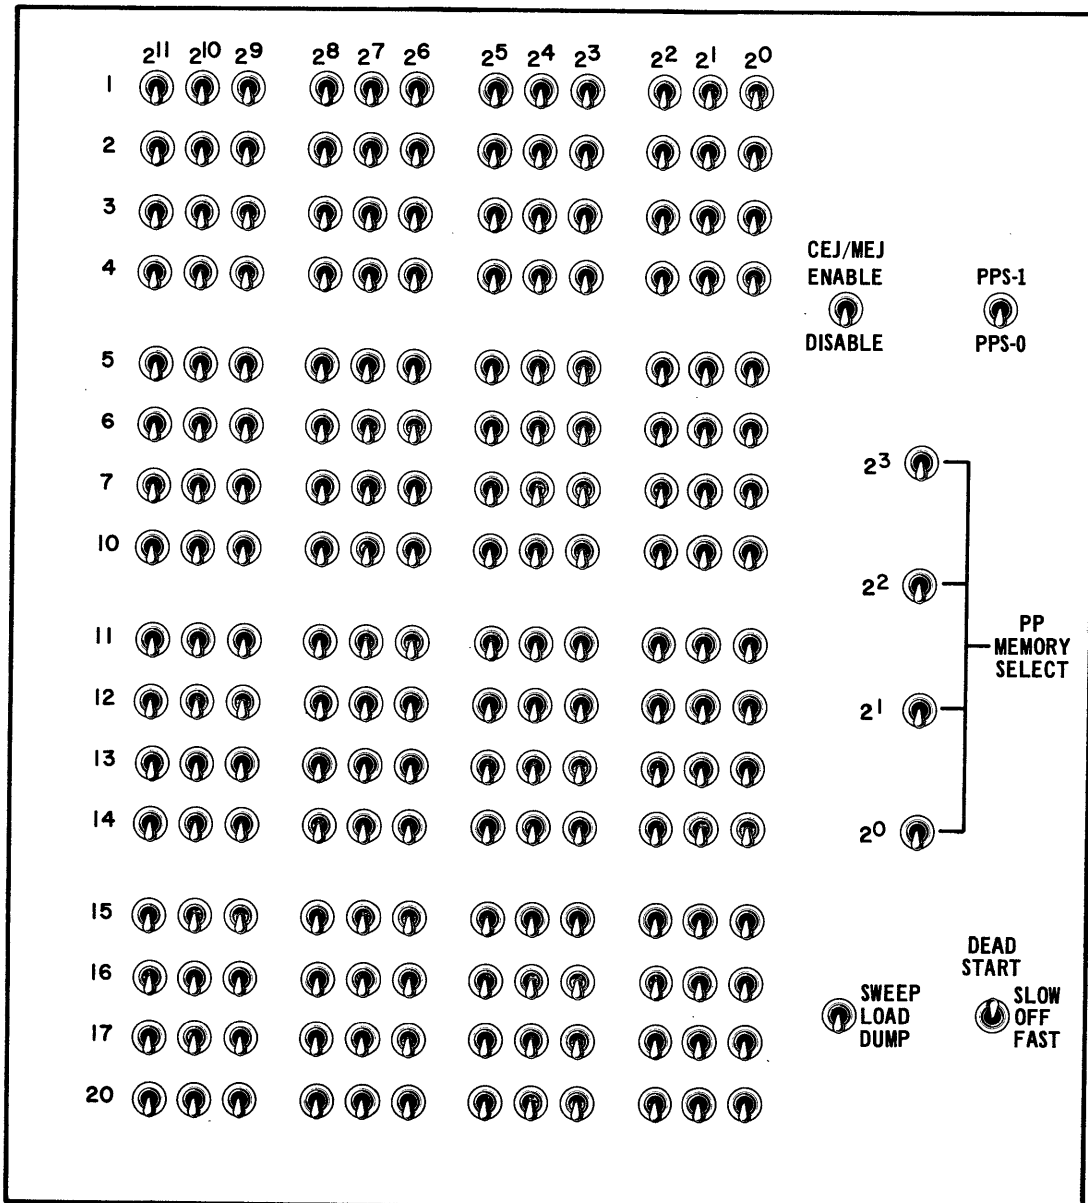 2¹¹ 2¹⁰ 2⁹ 2⁸ 2⁷ 2⁶ 2⁵ 2⁴ 2³ 2² 2¹ 2⁰
1
2
3
4
CEJ/MEJ
ENABLE
DISABLE
PPS-1
PPS-0
5
6
7
10
11
12
13
14
2³
2²
2¹
2⁰
PP
MEMORY
SELECT
15
16
17
20
SWEEP
LOAD
DUMP
DEAD
START
SLOW
OFF
FAST